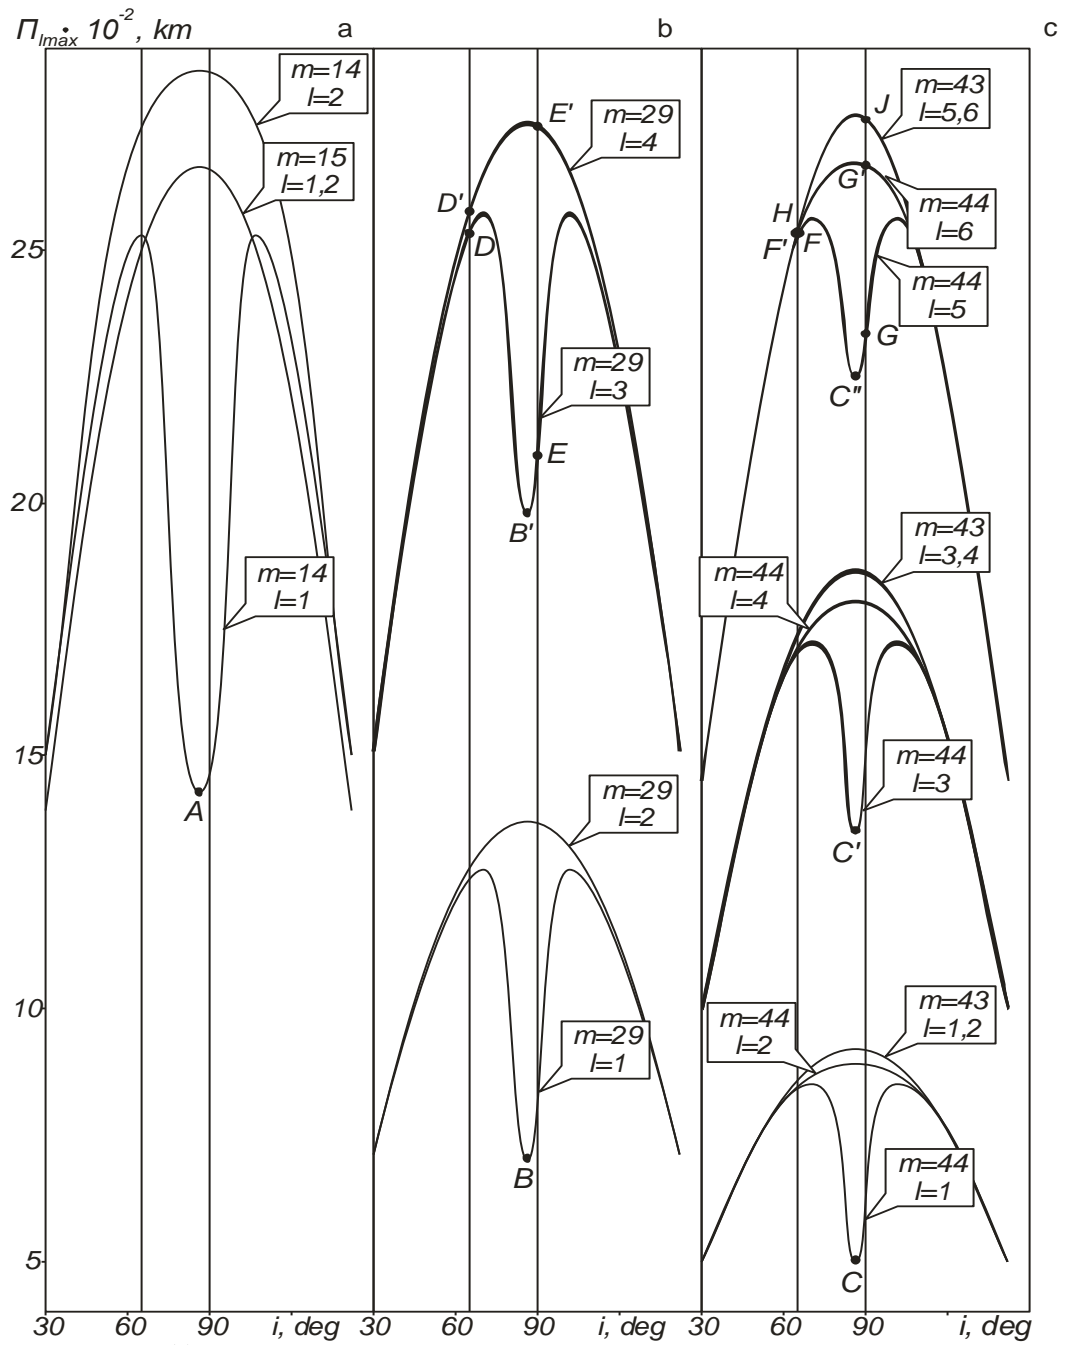 Π_lmax · 10^-2, km
a
b
c
m=14
l=2
m=15
l=1,2
m=14
l=1
A
25
20
15
10
5
E'
m=29
l=4
D'
D
m=29
l=3
E
B'
m=29
l=2
m=29
l=1
B
J
m=43
l=5,6
G'
H
F' F
m=44
l=6
m=44
l=5
G
C"
m=43
l=3,4
m=44
l=4
m=44
l=3
C'
m=43
l=1,2
m=44
l=2
m=44
l=1
C
30 60 90 i, deg 30 60 90 i, deg 30 60 90 i, deg